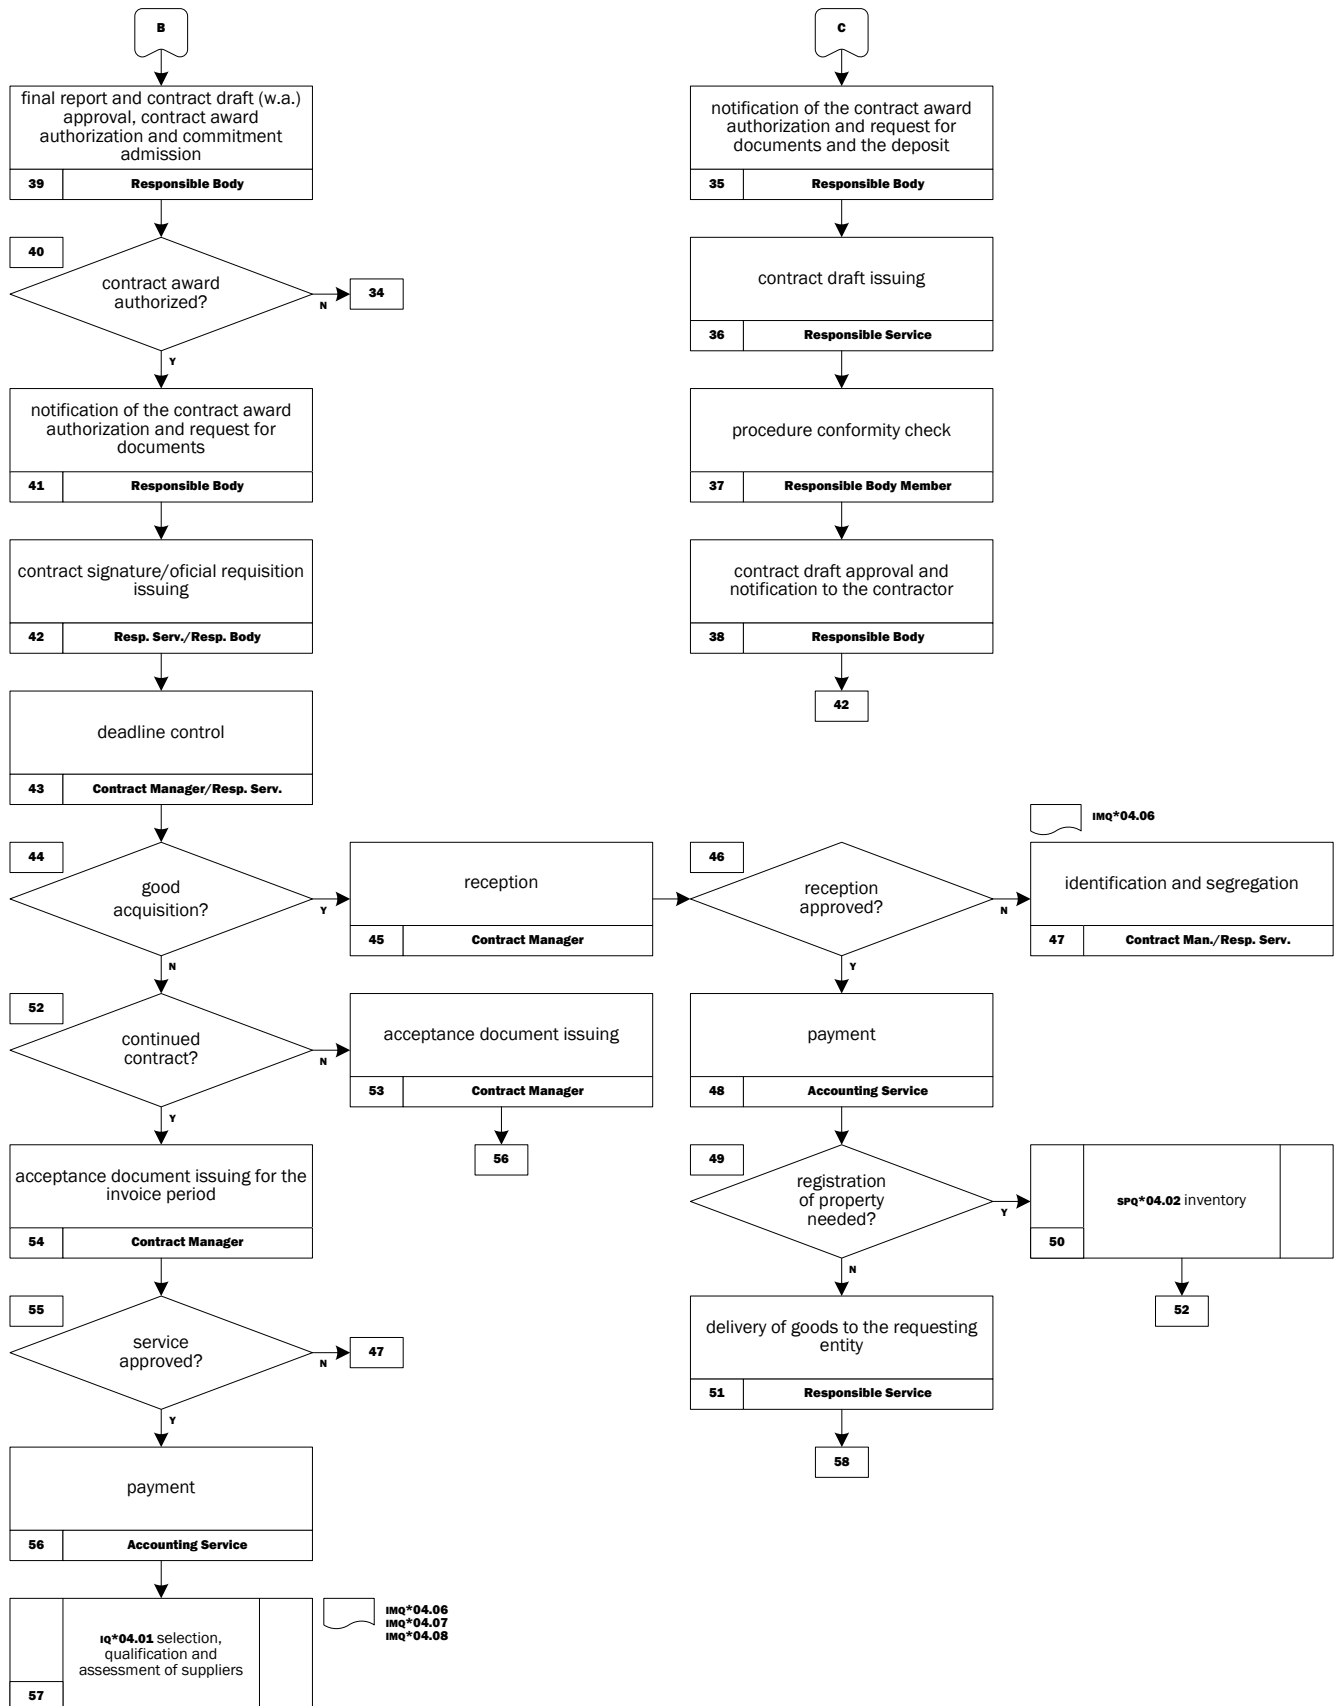 B
final report and contract draft (w.a.)
approval, contract award
authorization and commitment
admission
39
Responsible Body
40
contract award
authorized?
N
34
Y
notification of the contract award
authorization and request for
documents
41
Responsible Body
contract signature/oficial requisition
issuing
42
Resp. Serv./Resp. Body
deadline control
43
Contract Manager/Resp. Serv.
44
good
acquisition?
Y
N
reception
45
Contract Manager
52
continued
contract?
N
Y
acceptance document issuing
53
Contract Manager
56
acceptance document issuing for the
invoice period
54
Contract Manager
55
service
approved?
N
47
Y
payment
56
Accounting Service
IQ*04.01 selection,
qualification and
assessment of suppliers
57
IMQ*04.06
IMQ*04.07
IMQ*04.08
C
notification of the contract award
authorization and request for
documents and the deposit
35
Responsible Body
contract draft issuing
36
Responsible Service
procedure conformity check
37
Responsible Body Member
contract draft approval and
notification to the contractor
38
Responsible Body
42
46
reception
approved?
N
Y
IMQ*04.06
identification and segregation
47
Contract Man./Resp. Serv.
payment
48
Accounting Service
49
registration
of property
needed?
Y
N
SPQ*04.02 inventory
50
52
delivery of goods to the requesting
entity
51
Responsible Service
58